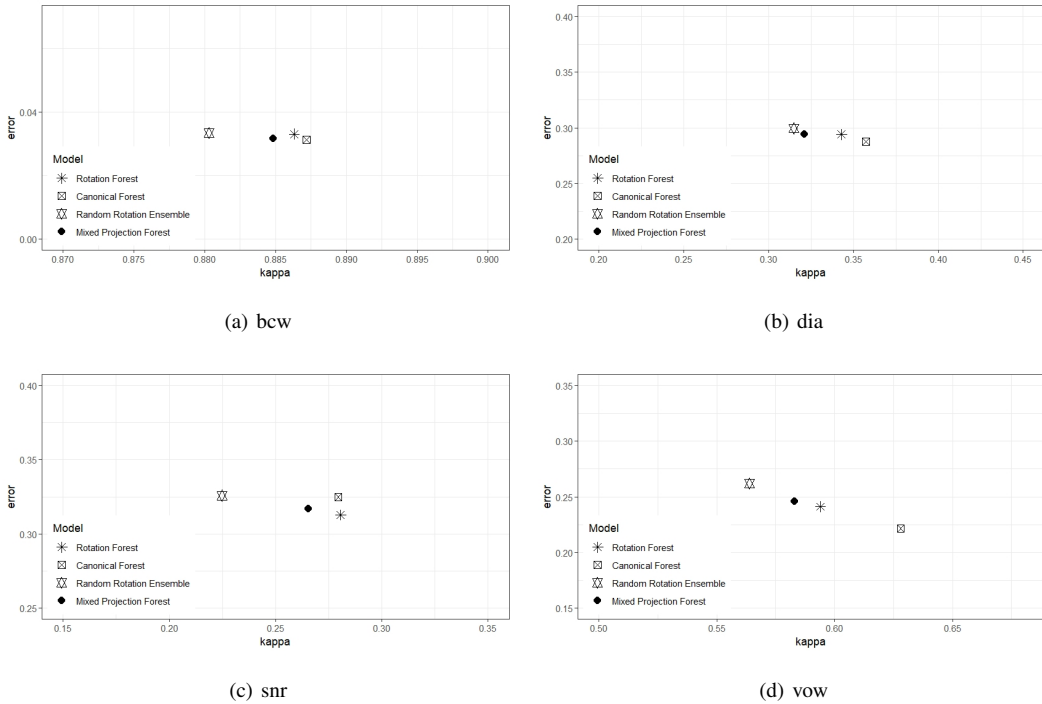 0.04
0.00
error
Model
Rotation Forest
Canonical Forest
Random Rotation Ensemble
Mixed Projection Forest
0.870 0.875 0.880 0.885 0.890 0.895 0.900
kappa
(a) bcw
0.40
0.35
0.30
0.25
0.20
error
Model
Rotation Forest
Canonical Forest
Random Rotation Ensemble
Mixed Projection Forest
0.20 0.25 0.30 0.35 0.40 0.45
kappa
(b) dia
0.40
0.35
0.30
0.25
error
Model
Rotation Forest
Canonical Forest
Random Rotation Ensemble
Mixed Projection Forest
0.15 0.20 0.25 0.30 0.35
kappa
(c) snr
0.35
0.30
0.25
0.20
0.15
error
Model
Rotation Forest
Canonical Forest
Random Rotation Ensemble
Mixed Projection Forest
0.50 0.55 0.60 0.65
kappa
(d) vow